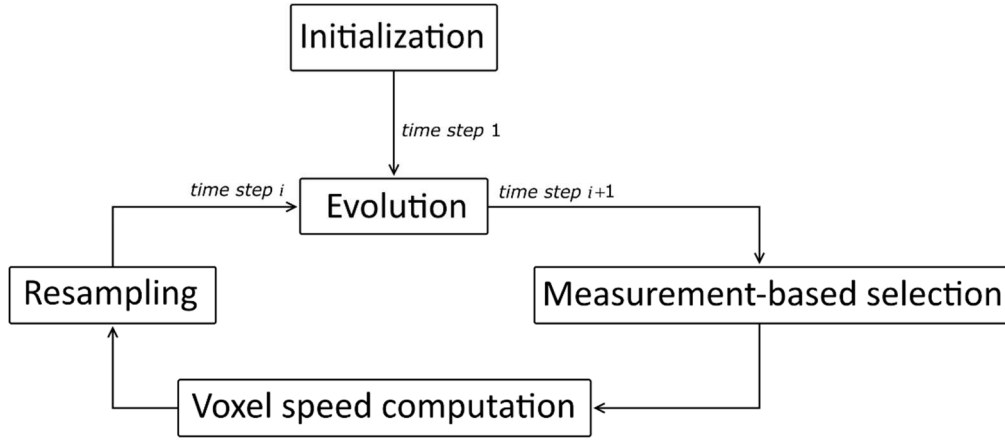 Initialization
time step 1
time step i
Evolution
time step i+1
Resampling
Measurement-based selection
Voxel speed computation